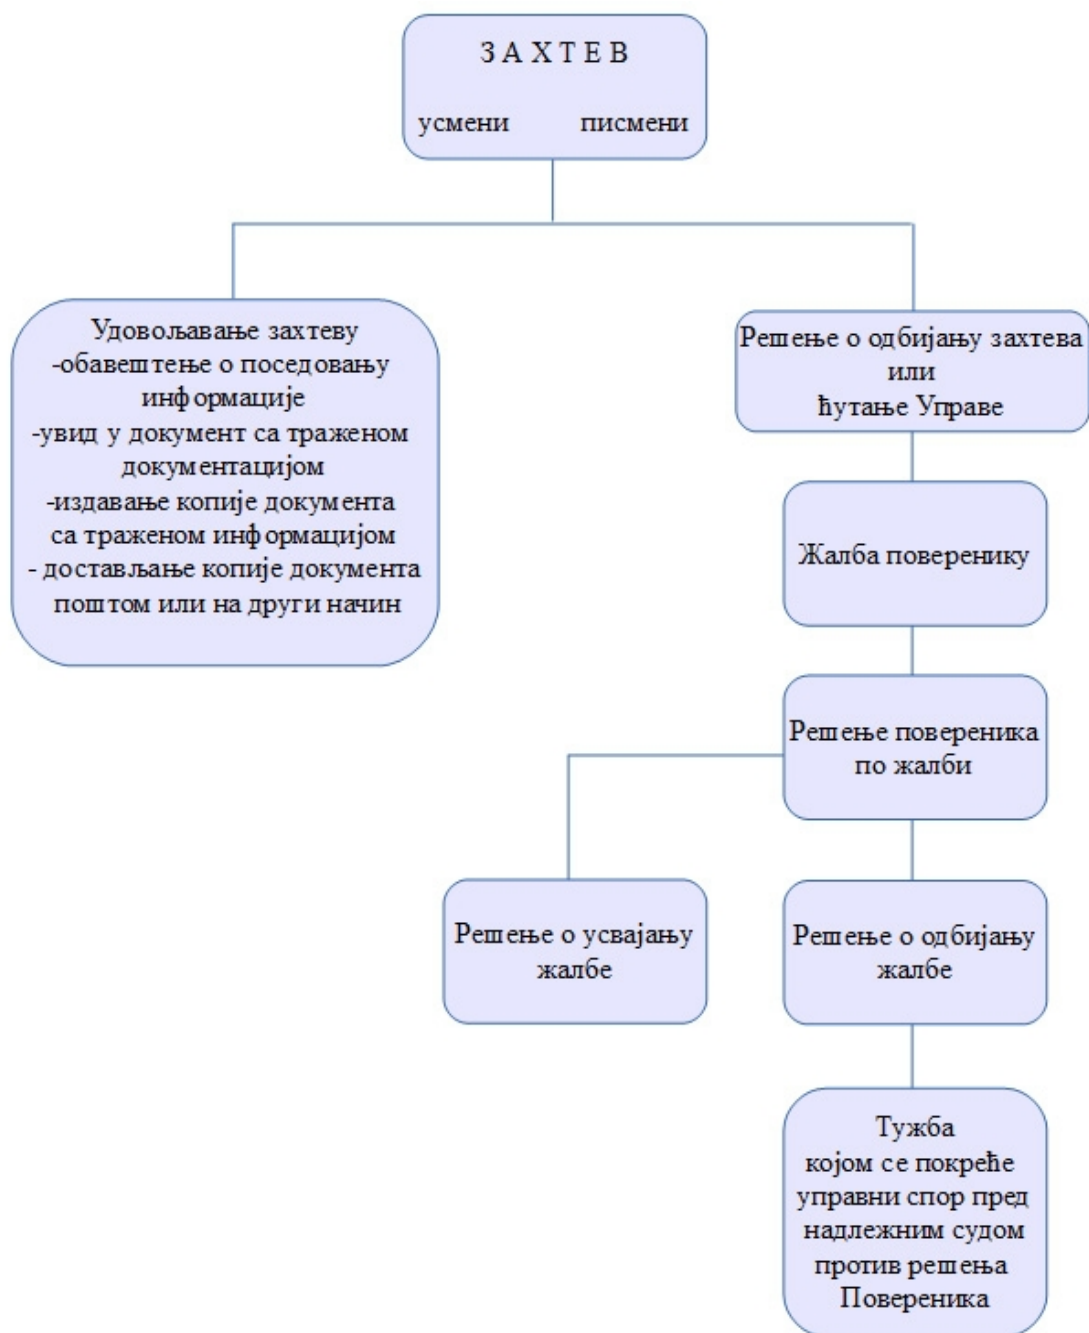 З А Х Т Е В
усмени писмени
Удовољавање захтеву
-обавештење о поседовању
информације
-увид у документ са траженом
документацијом
-издавање копије документа
са траженом информацијом
- достављање копије документа
поштом или на други начин
Решење о одбијању захтева
или
ћутање Управе
Жалба поверенику
Решење повереника
по жалби
Решење о усвајању
жалбе
Решење о одбијању
жалбе
Тужба
којом се покреће
управни спор пред
надлежним судом
против решења
Повереника